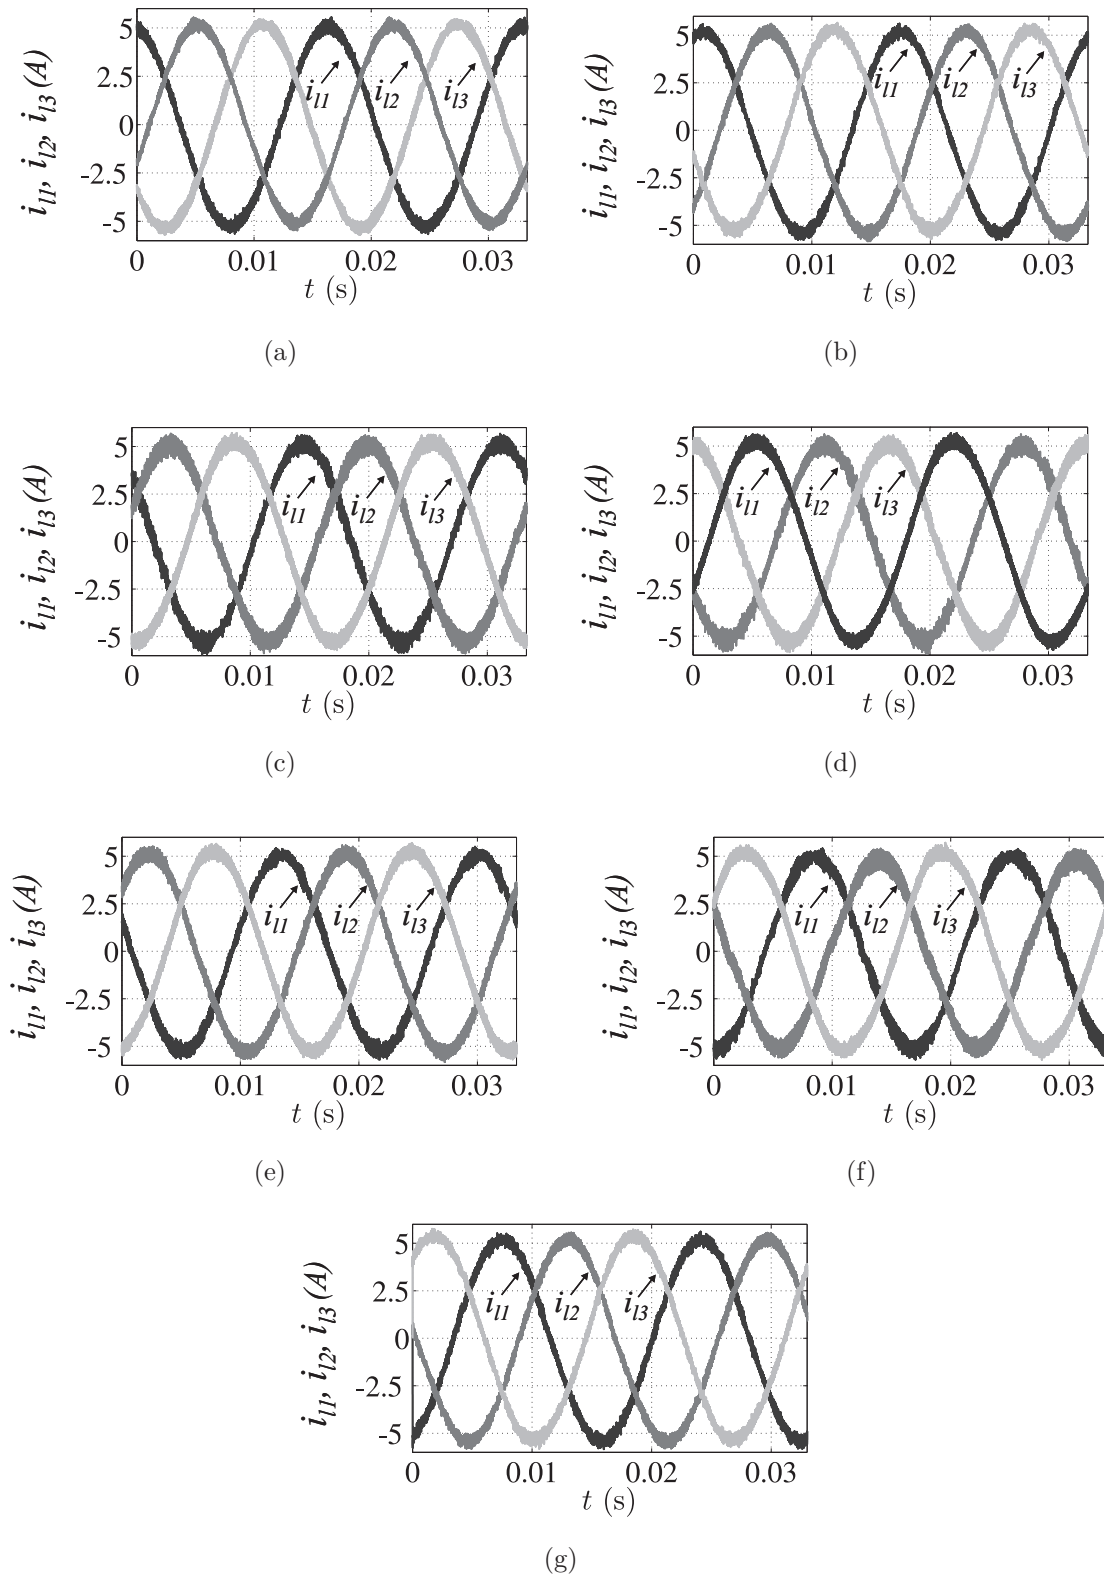 5
2.5
0
-2.5
-5
i_l1, i_l2, i_l3 (A)
i_l1
i_l2
i_l3
0
0.01
0.02
0.03
t (s)
(a)
5
2.5
0
-2.5
-5
i_l1, i_l2, i_l3 (A)
i_l1
i_l2
i_l3
0
0.01
0.02
0.03
t (s)
(b)
5
2.5
0
-2.5
-5
i_l1, i_l2, i_l3 (A)
i_l1
i_l2
i_l3
0
0.01
0.02
0.03
t (s)
(c)
5
2.5
0
-2.5
-5
i_l1, i_l2, i_l3 (A)
i_l1
i_l2
i_l3
0
0.01
0.02
0.03
t (s)
(d)
5
2.5
0
-2.5
-5
i_l1, i_l2, i_l3 (A)
i_l1
i_l2
i_l3
0
0.01
0.02
0.03
t (s)
(e)
5
2.5
0
-2.5
-5
i_l1, i_l2, i_l3 (A)
i_l1
i_l2
i_l3
0
0.01
0.02
0.03
t (s)
(f)
5
2.5
0
-2.5
-5
i_l1, i_l2, i_l3 (A)
i_l1
i_l2
i_l3
0
0.01
0.02
0.03
t (s)
(g)